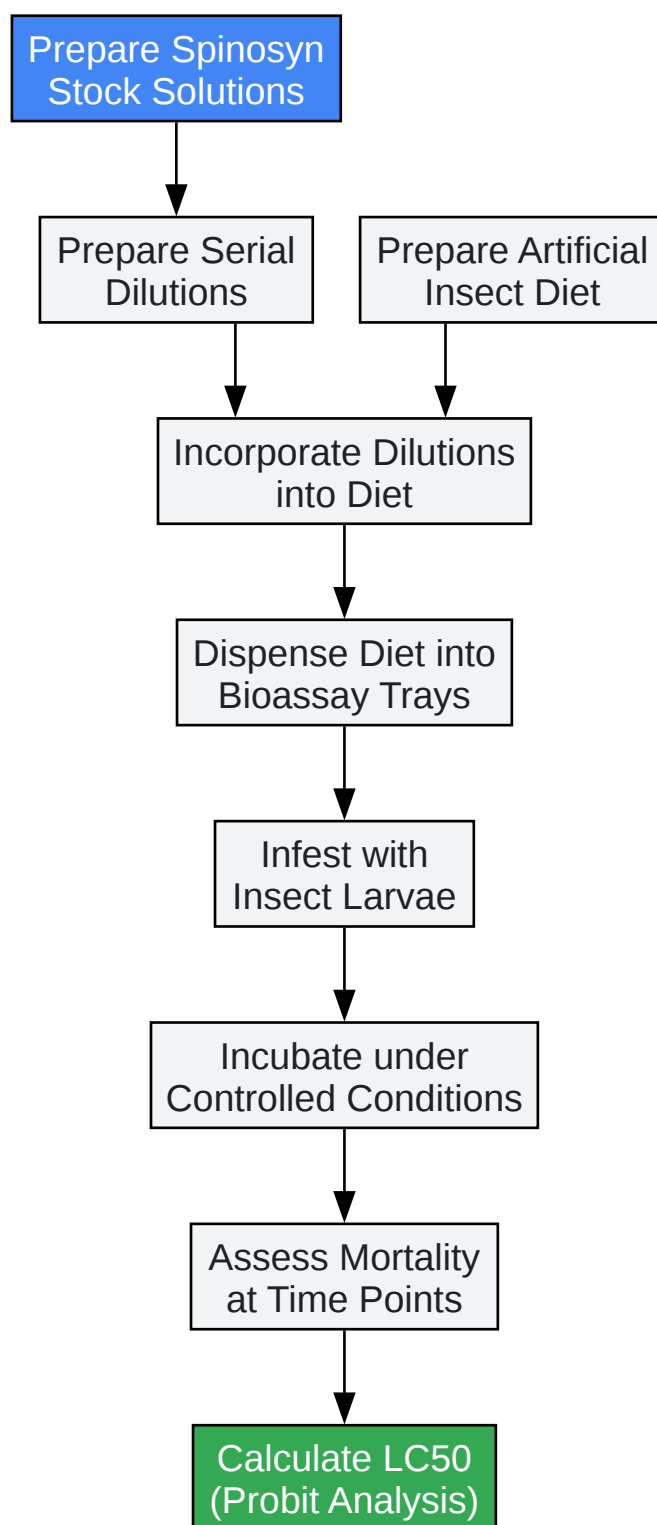 Prepare Spinosyn
Stock Solutions
Prepare Serial
Dilutions
Prepare Artificial
Insect Diet
Incorporate Dilutions
into Diet
Dispense Diet into
Bioassay Trays
Infest with
Insect Larvae
Incubate under
Controlled Conditions
Assess Mortality
at Time Points
Calculate LC50
(Probit Analysis)